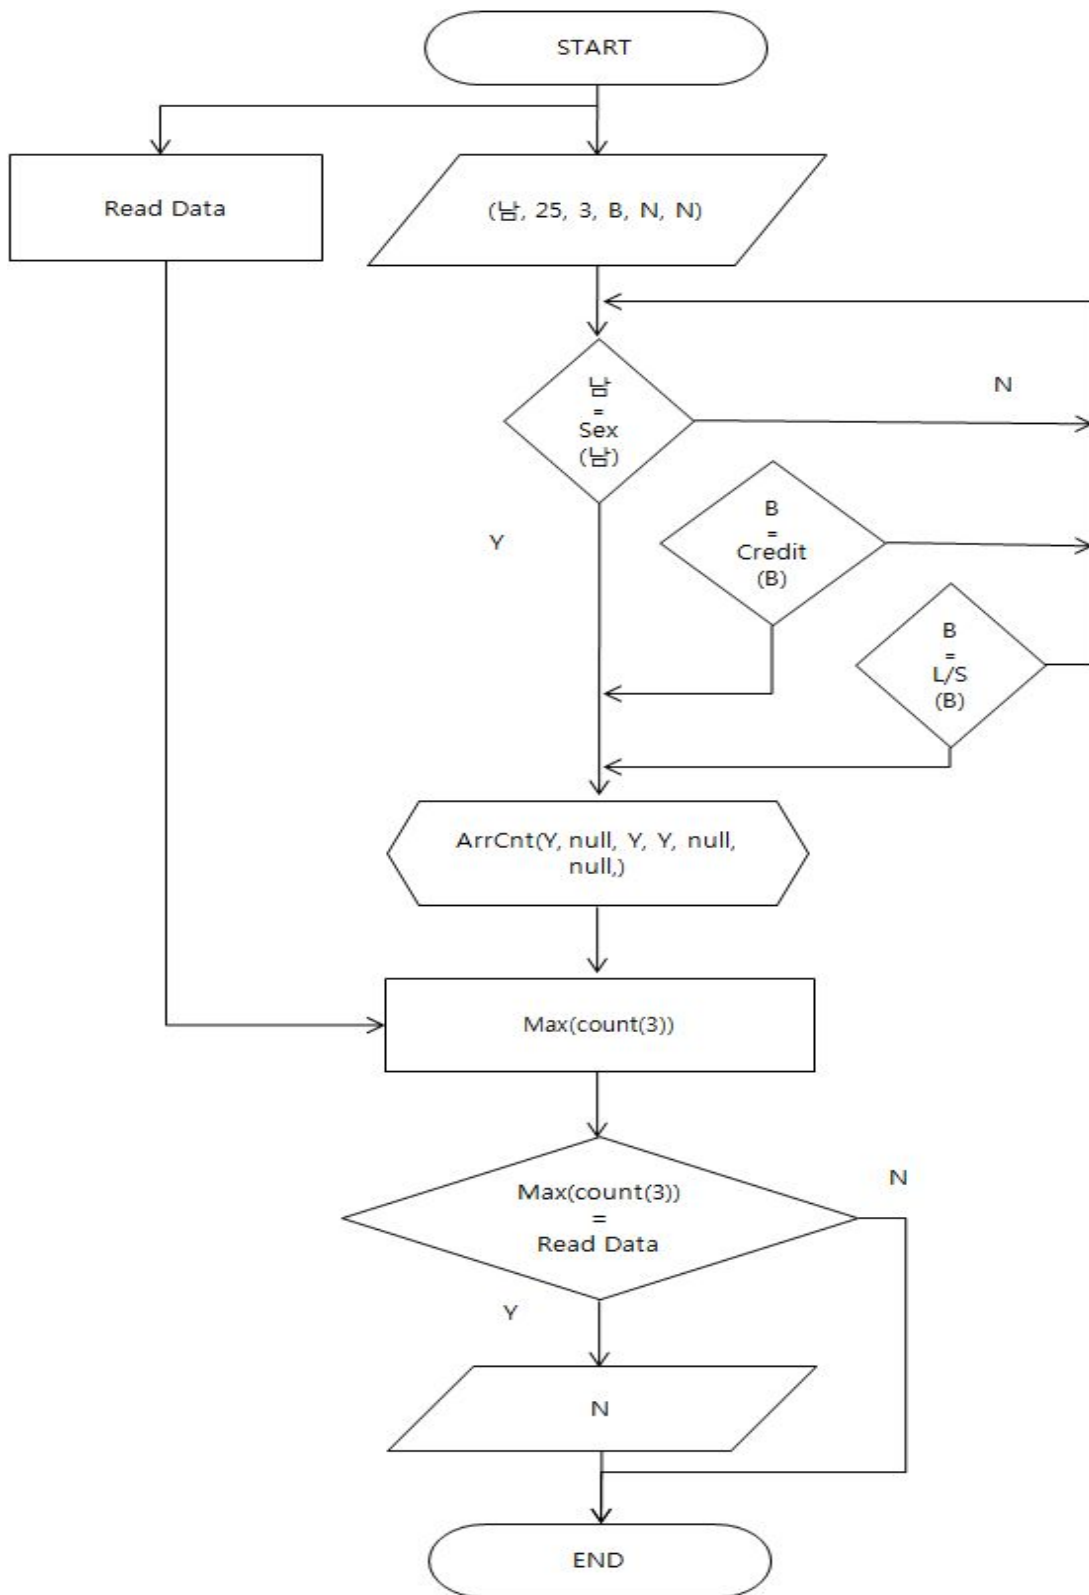 START
Read Data
(남, 25, 3, B, N, N)
남
=
Sex
(남)
N
Y
B
=
Credit
(B)
B
=
L/S
(B)
ArrCnt(Y, null, Y, Y, null,
null,)
Max(count(3))
Max(count(3))
=
Read Data
N
Y
N
END